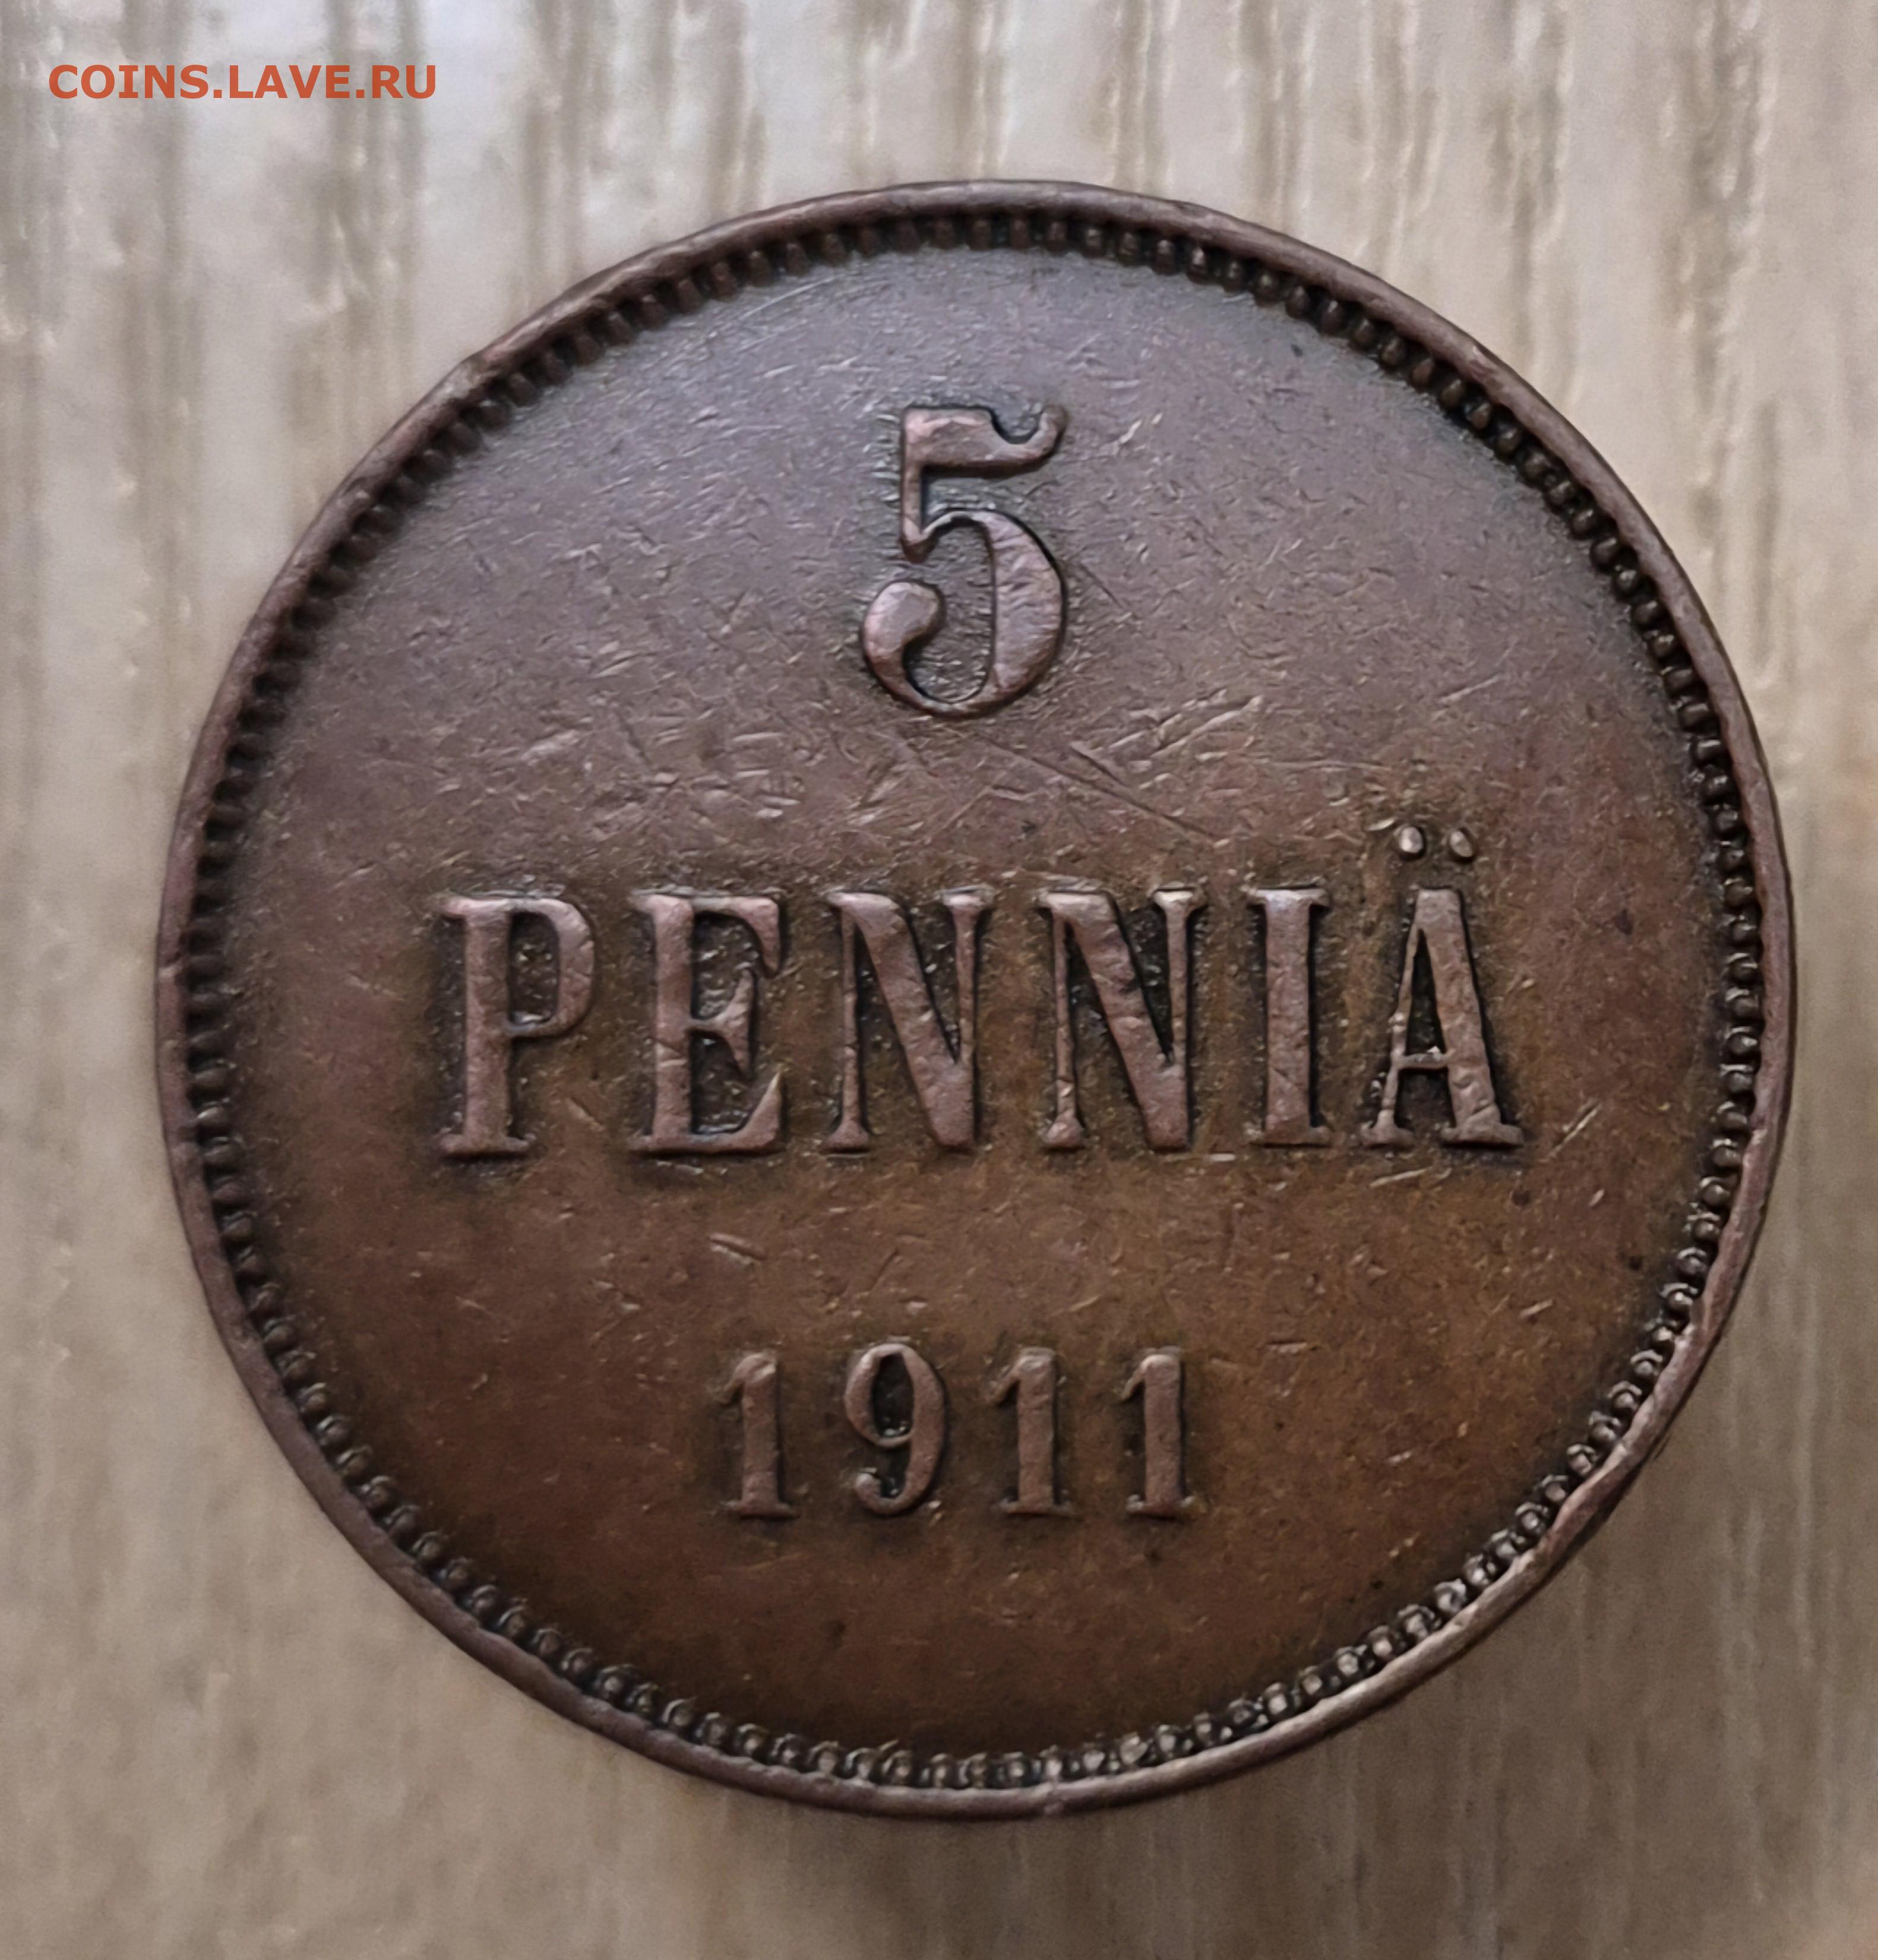 COINS.LAVE.RU
5
PENNIÄ
1911